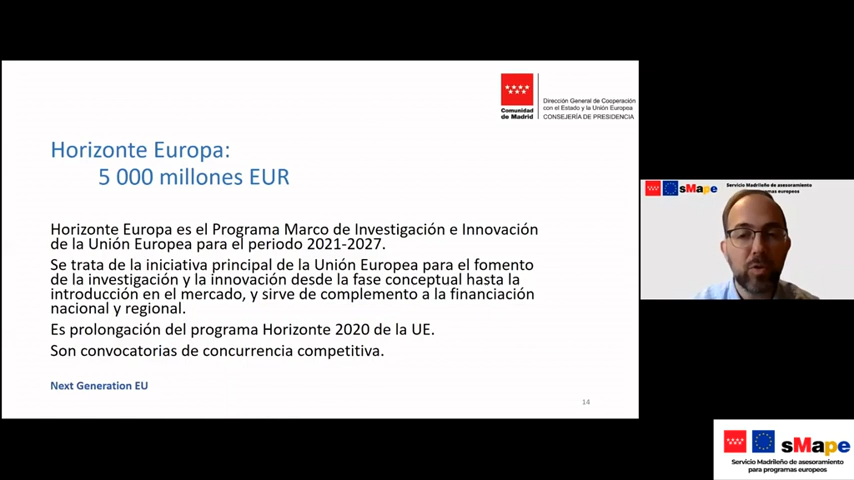 Comunidad
de Madrid
Dirección General de Cooperación
con el Estado y la Unión Europea
CONSEJERÍA DE PRESIDENCIA
Horizonte Europa:
5 000 millones EUR
Horizonte Europa es el Programa Marco de Investigación e Innovación
de la Unión Europea para el periodo 2021-2027.
Se trata de la iniciativa principal de la Unión Europea para el fomento
de la investigación y la innovación desde la fase conceptual hasta la
introducción en el mercado, y sirve de complemento a la financiación
nacional y regional.
Es prolongación del programa Horizonte 2020 de la UE.
Son convocatorias de concurrencia competitiva.
Next Generation EU
14
sMape
Servicio Madrileño de asesoramiento
programas europeos
sMape
Servicio Madrileño de asesoramiento
para programas europeos